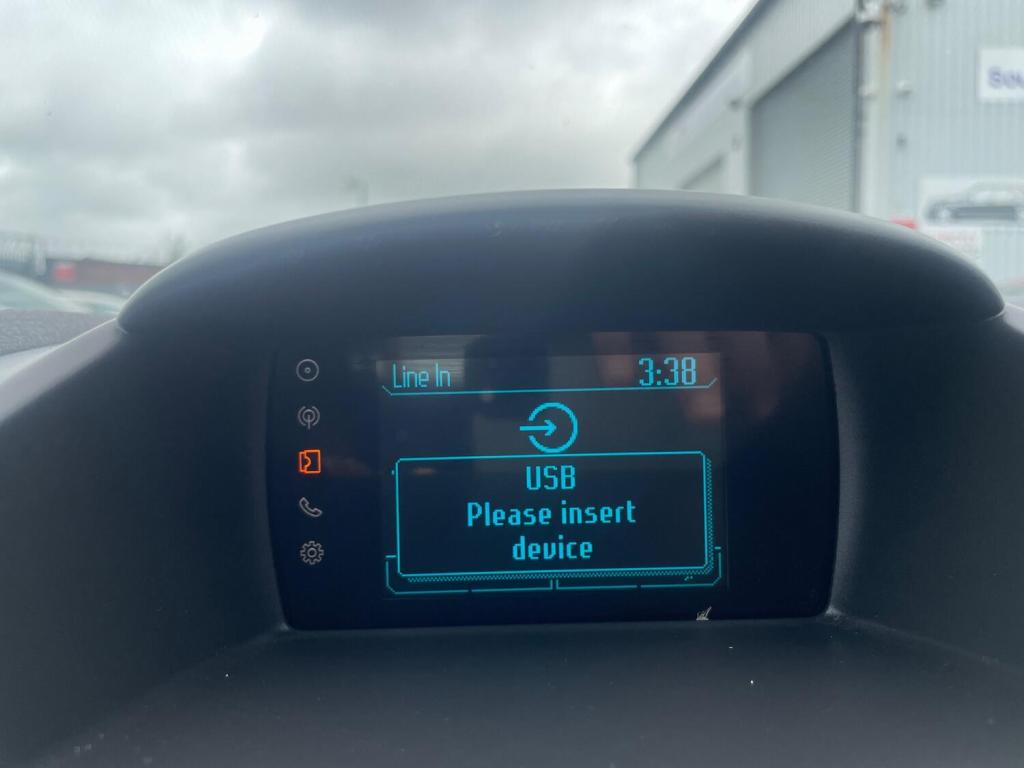 Line In 3:38
USB
Please insert
device